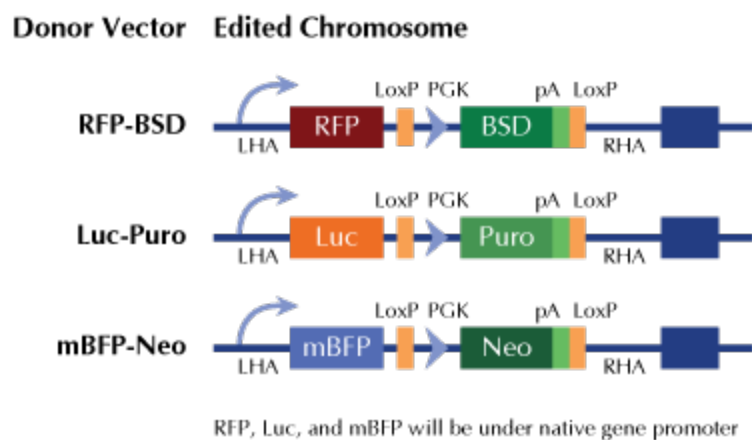 Donor Vector Edited Chromosome
LoxP PGK pA LoxP
RFP-BSD RFP BSD
LHA RHA
LoxP PGK pA LoxP
Luc-Puro Luc Puro
LHA RHA
LoxP PGK pA LoxP
mBFP-Neo mBFP Neo
LHA RHA
RFP, Luc, and mBFP will be under native gene promoter